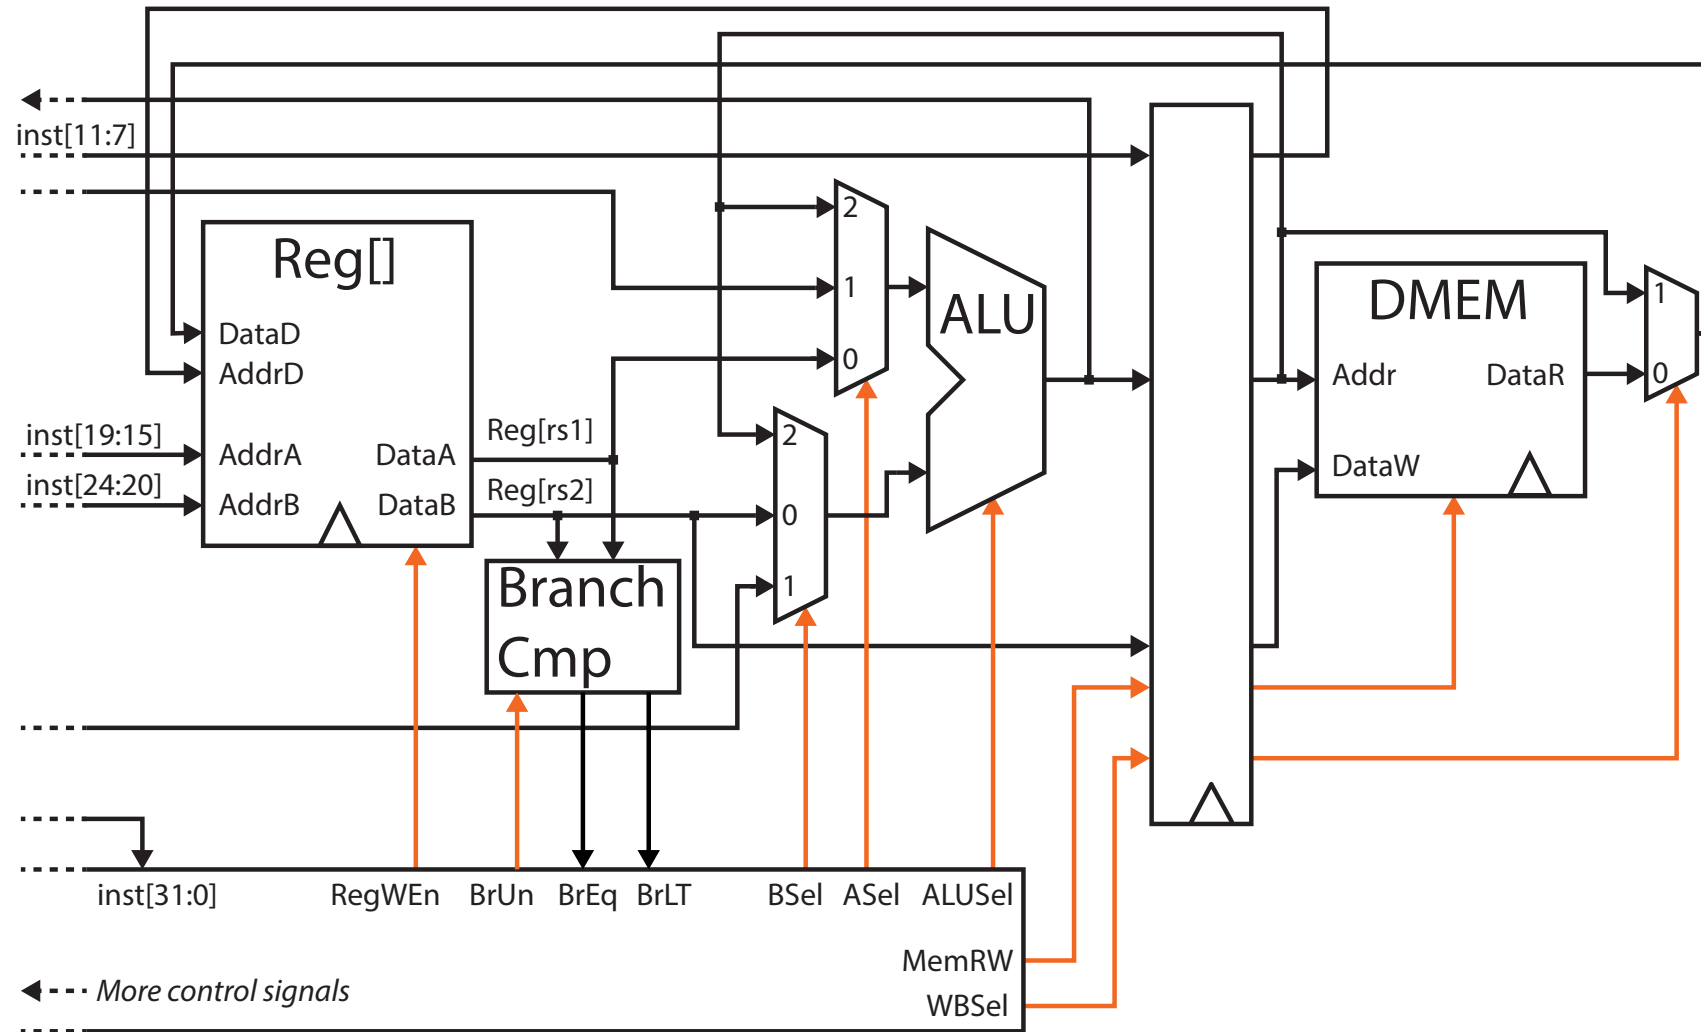 inst[11:7]
2
Reg[]
1
DMEM
1
ALU
DataD
0
AddrD
Addr
DataR
0
inst[19:15]
Reg[rs1]
2
AddrA
DataA
DataW
inst[24:20]
Reg[rs2]
AddrB
DataB
0
Branch
1
Cmp
inst[31:0]
RegWEn
BrUn
BrEq
BrLT
BSel
ASel
ALUSel
MemRW
More control signals
WBSel